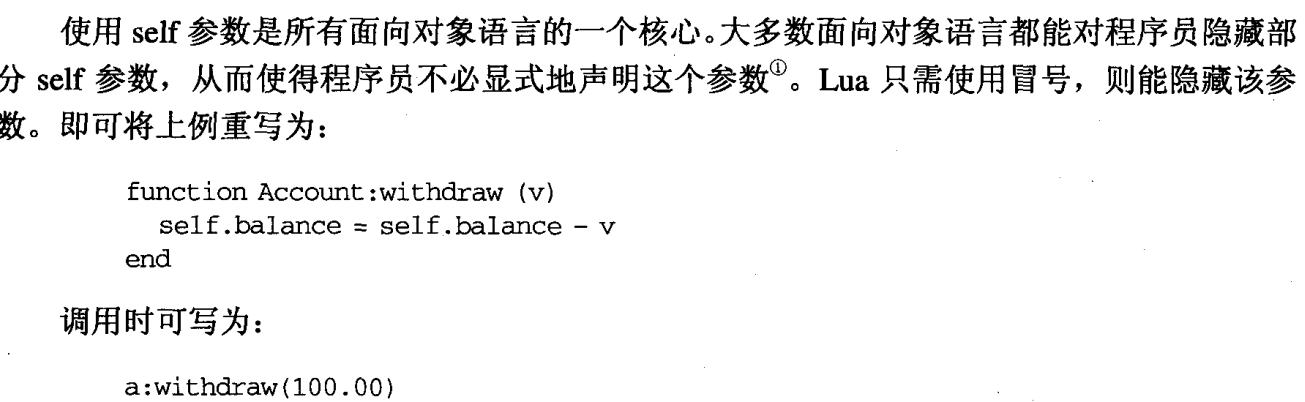 使用 self 参数是所有面向对象语言的一个核心。大多数面向对象语言都能对程序员隐藏部
分 self 参数，从而使得程序员不必显式地声明这个参数①。Lua 只需使用冒号，则能隐藏该参
数。即可将上例重写为：
function Account:withdraw (v)
  self.balance = self.balance - v
end
调用时可写为：
a:withdraw(100.00)